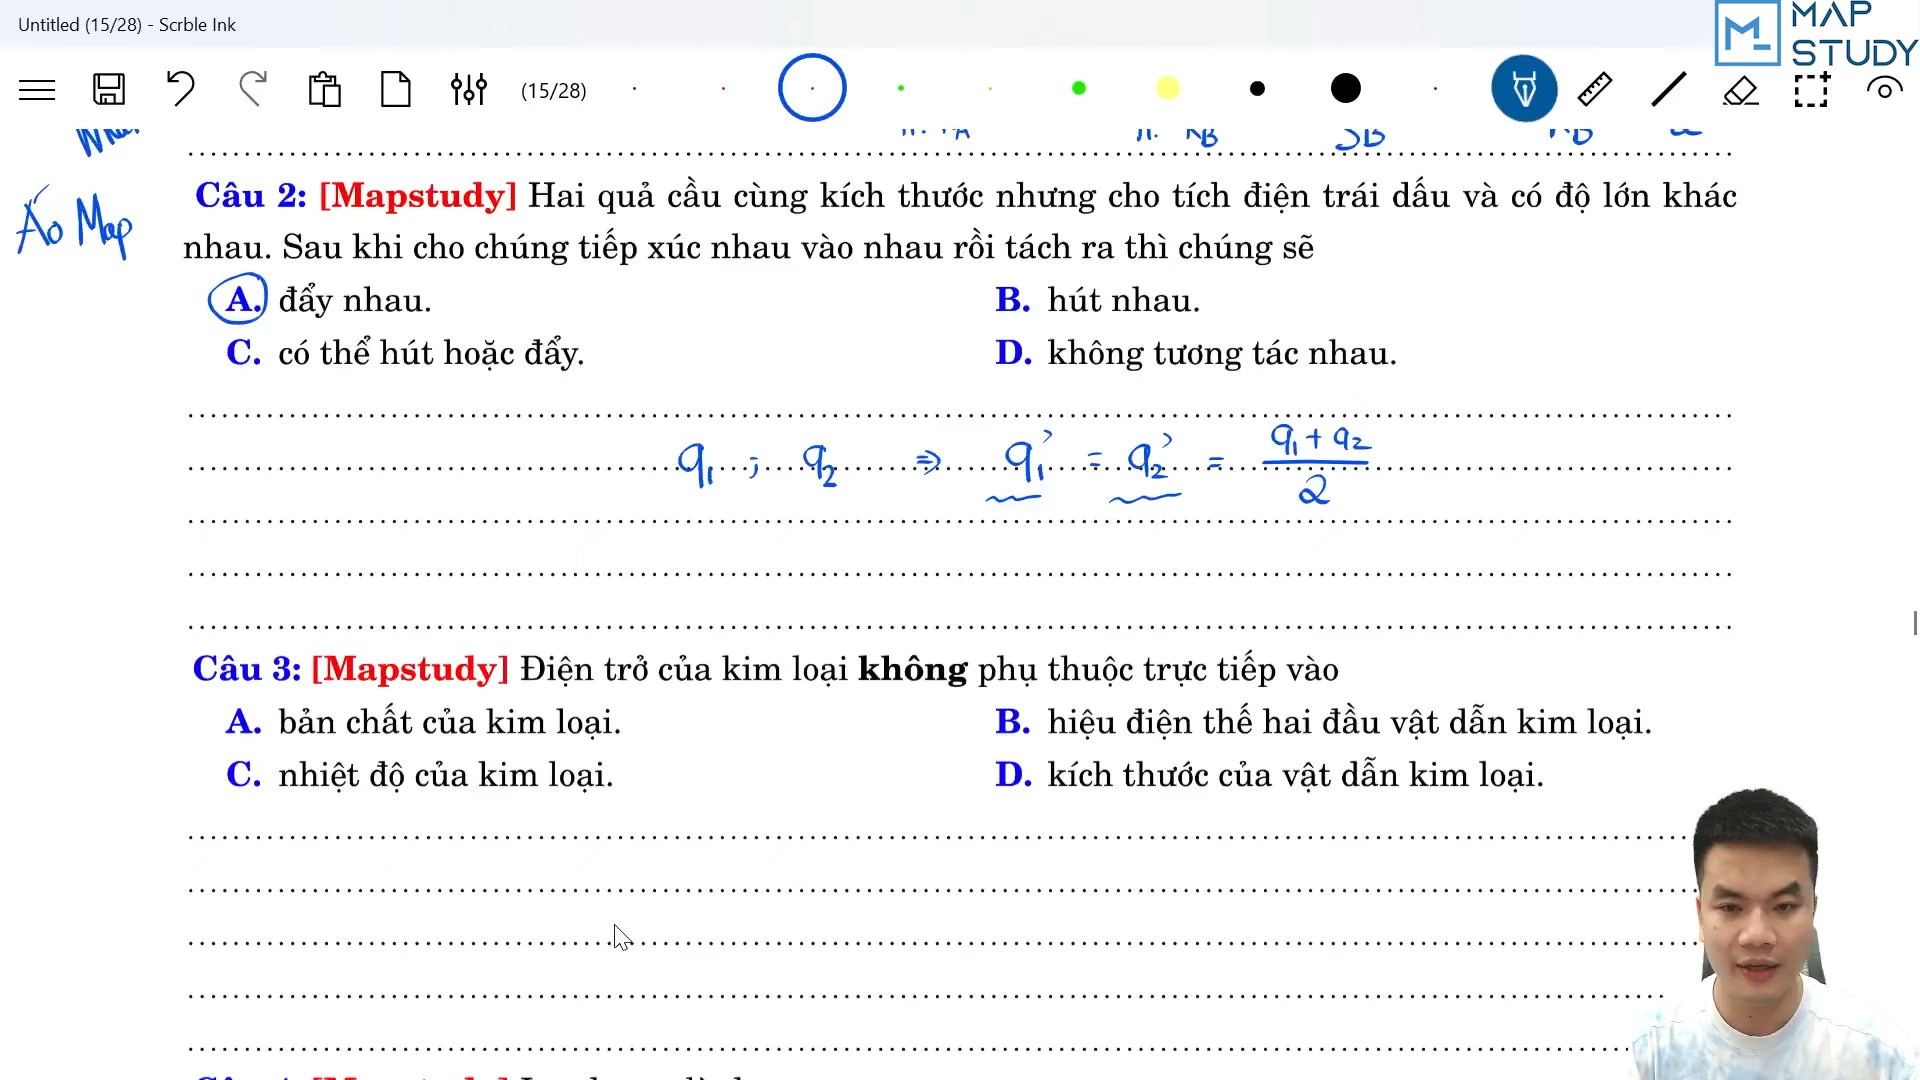 Untitled (15/28) - Scrble Ink
MAP
STUDY
(15/28)
Áo Map
Câu 2: [Mapstudy] Hai quả cầu cùng kích thước nhưng cho tích điện trái dấu và có độ lớn khác
nhau. Sau khi cho chúng tiếp xúc nhau vào nhau rồi tách ra thì chúng sẽ
A. đẩy nhau. B. hút nhau.
C. có thể hút hoặc đẩy. D. không tương tác nhau.
q₁ ; q₂ ⇒ q₁' = q₂' = (q₁ + q₂)/2
Câu 3: [Mapstudy] Điện trở của kim loại không phụ thuộc trực tiếp vào
A. bản chất của kim loại. B. hiệu điện thế hai đầu vật dẫn kim loại.
C. nhiệt độ của kim loại. D. kích thước của vật dẫn kim loại.